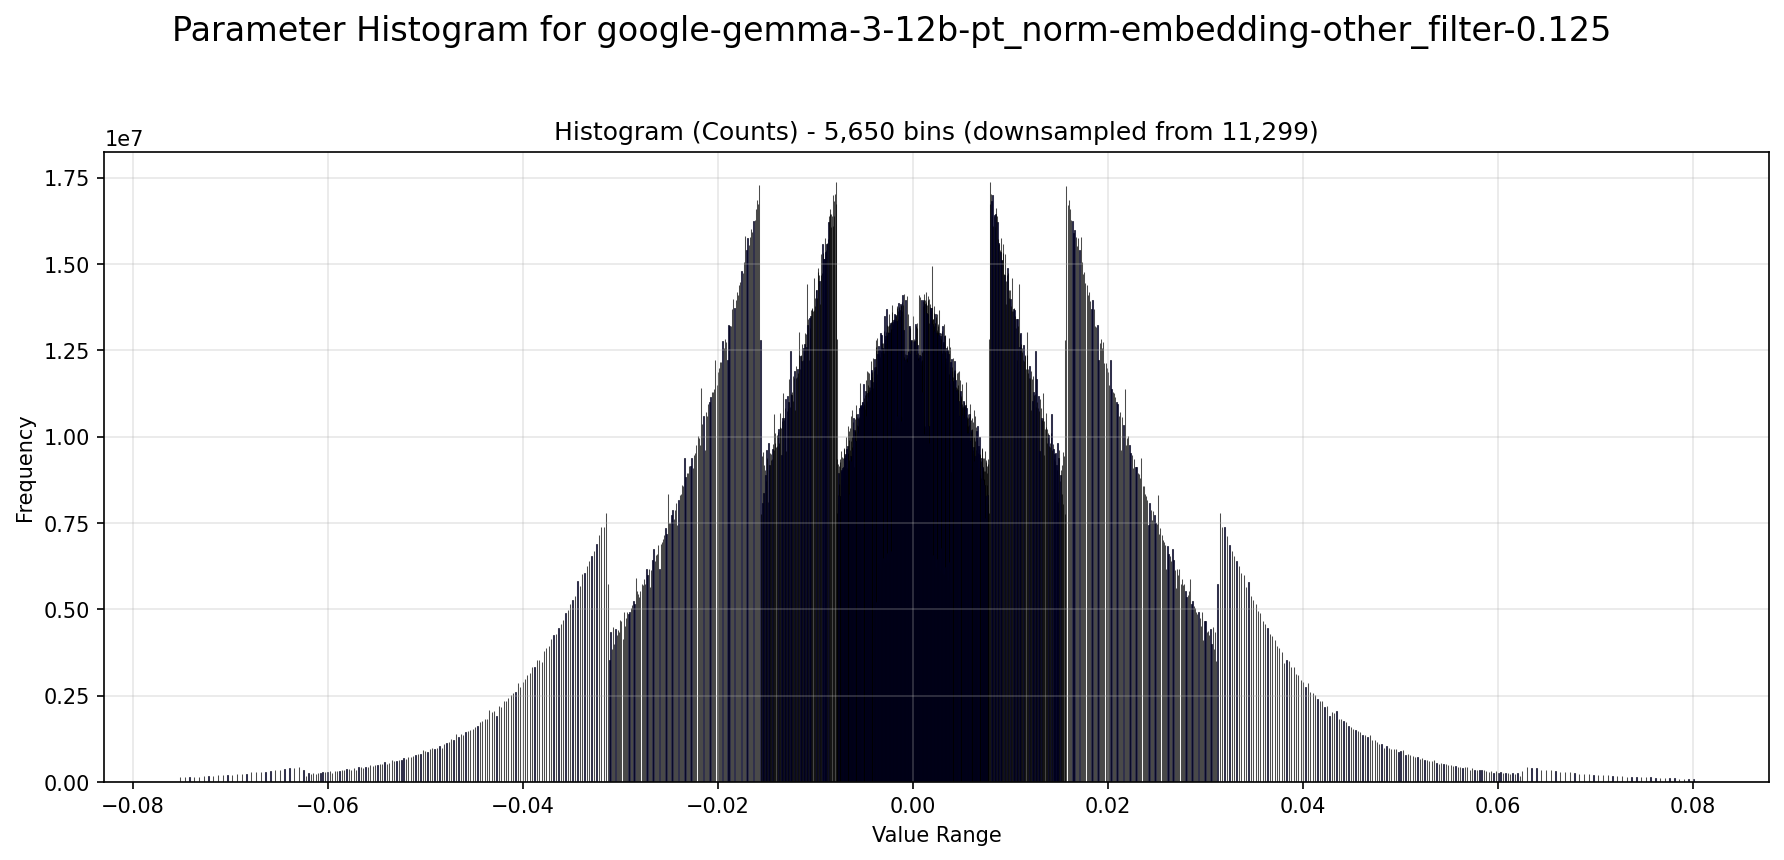 Parameter Histogram for google-gemma-3-12b-pt_norm-embedding-other_filter-0.125
Histogram (Counts) - 5,650 bins (downsampled from 11,299)
1e7
1.75
1.50
1.25
1.00
0.75
0.50
0.25
0.00
Frequency
−0.08 −0.06 −0.04 −0.02 0.00 0.02 0.04 0.06 0.08
Value Range